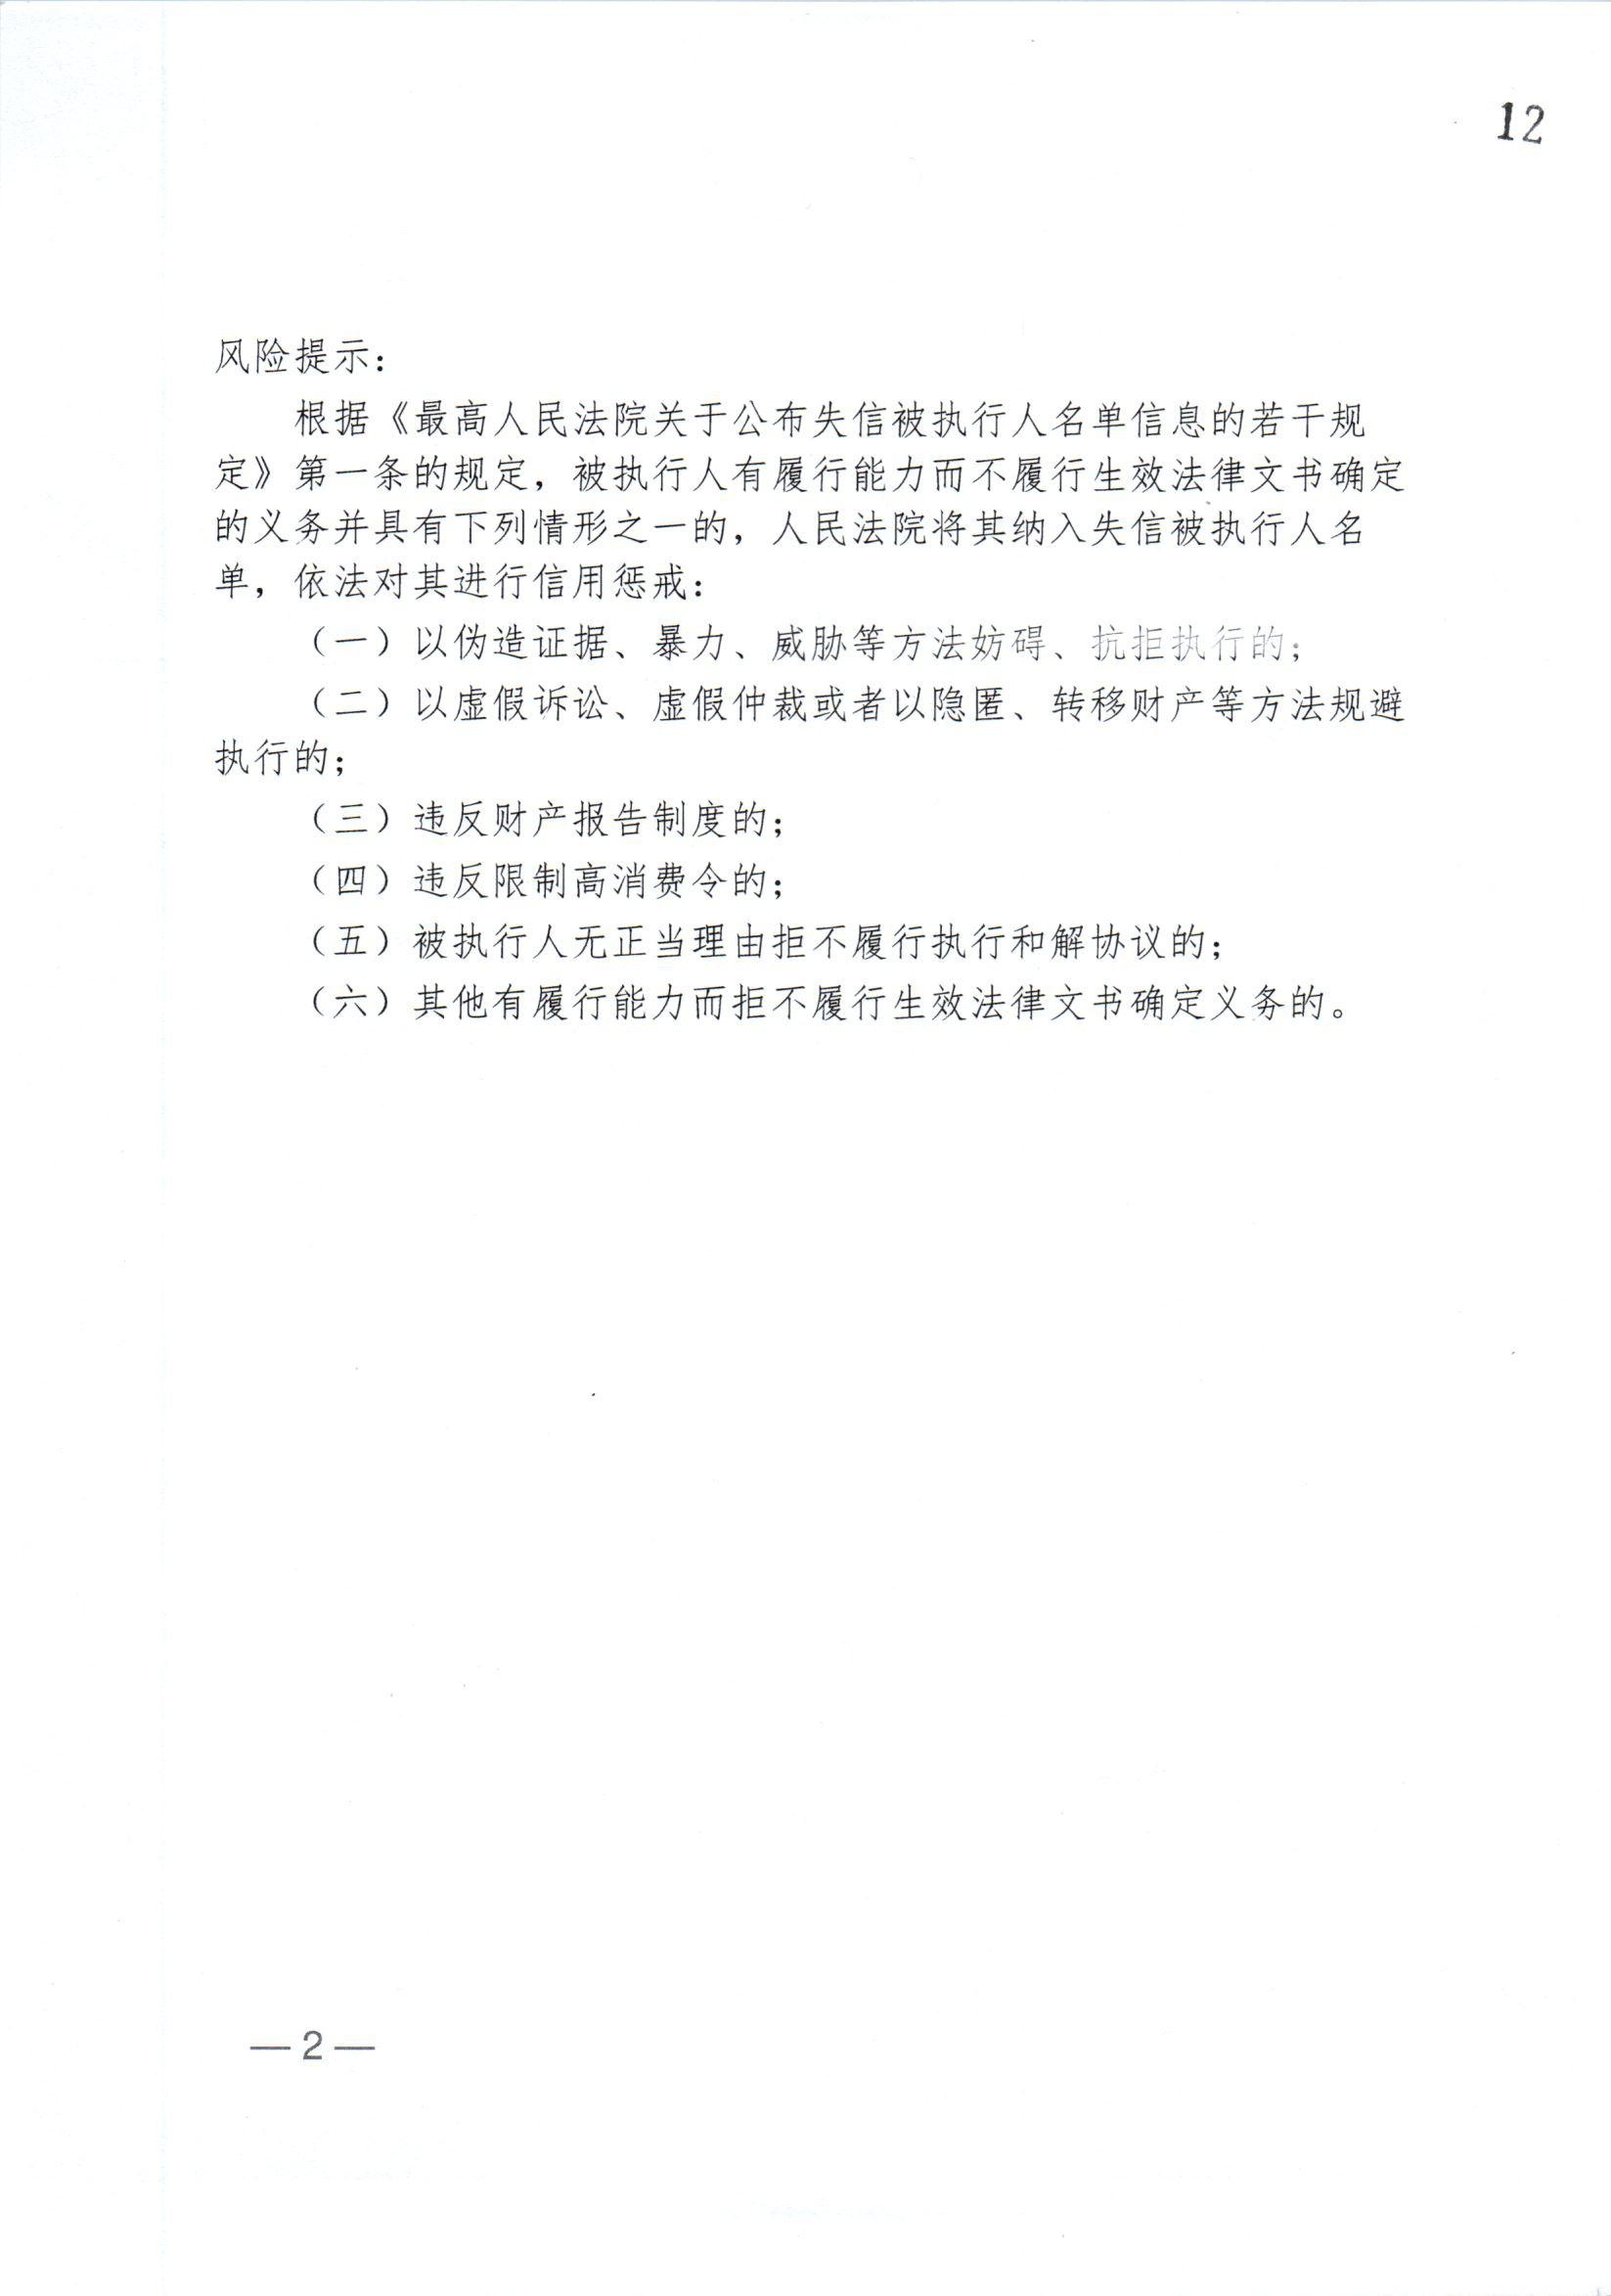 12
风险提示：
根据《最高人民法院关于公布失信被执行人名单信息的若干规
定》第一条的规定，被执行人有履行能力而不履行生效法律文书确定
的义务并具有下列情形之一的，人民法院将其纳入失信被执行人名
单，依法对其进行信用惩戒：
（一）以伪造证据、暴力、威胁等方法妨碍、抗拒执行的；
（二）以虚假诉讼、虚假仲裁或者以隐匿、转移财产等方法规避
执行的；
（三）违反财产报告制度的；
（四）违反限制高消费令的；
（五）被执行人无正当理由拒不履行执行和解协议的；
（六）其他有履行能力而拒不履行生效法律文书确定义务的。
— 2 —